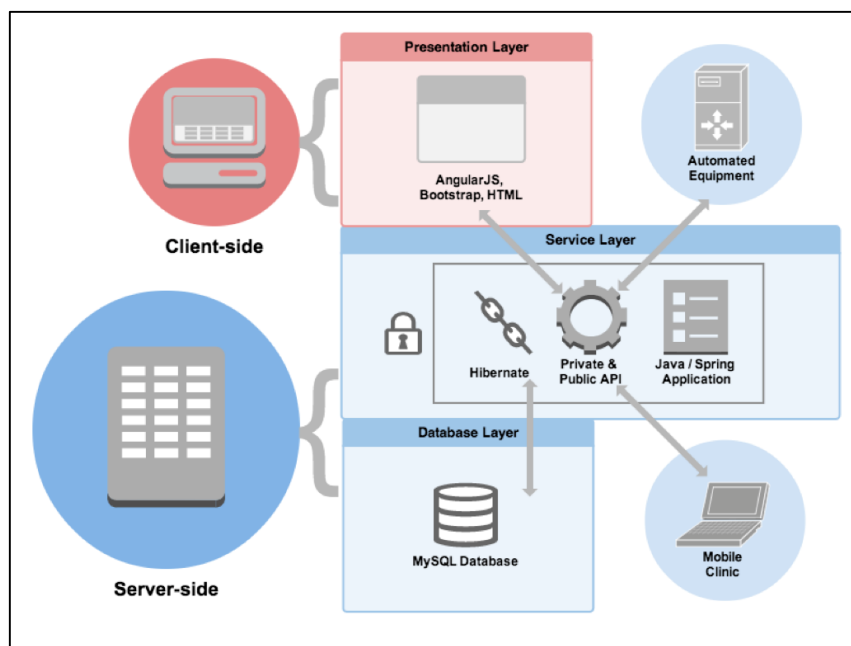 Presentation Layer
AngularJS,
Bootstrap, HTML
Automated
Equipment
Client-side
Service Layer
Hibernate
Private &
Public API
Java / Spring
Application
Database Layer
MySQL Database
Mobile
Clinic
Server-side